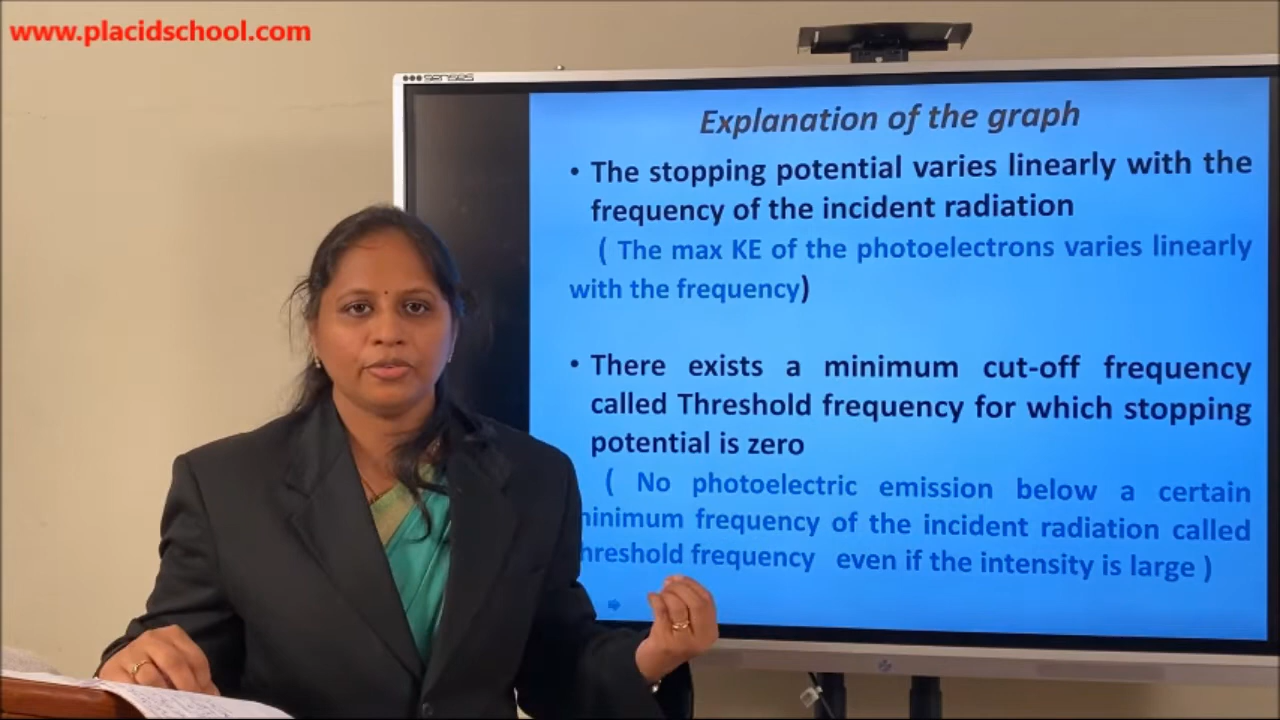 www.placidschool.com
senses
Explanation of the graph
• The stopping potential varies linearly with the
frequency of the incident radiation
( The max KE of the photoelectrons varies linearly
with the frequency)
• There exists a minimum cut-off frequency
called Threshold frequency for which stopping
potential is zero
( No photoelectric emission below a certain
minimum frequency of the incident radiation called
hreshold frequency even if the intensity is large )